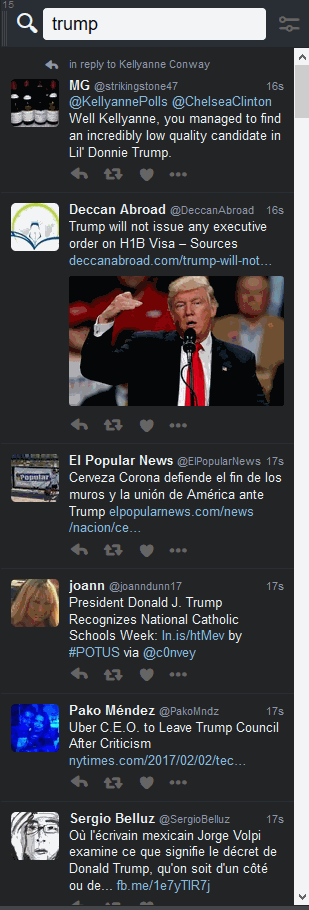 15
trump
in reply to Kellyanne Conway
MG @strikingstone47 16s
@KellyannePolls @ChelseaClinton
Well Kellyanne, you managed to find
an incredibly low quality candidate in
Lil' Donnie Trump.
Deccan Abroad @DeccanAbroad 16s
Trump will not issue any executive
order on H1B Visa – Sources
deccanabroad.com/trump-will-not…
El Popular News @ElPopularNews 17s
Cerveza Corona defiende el fin de los
muros y la unión de América ante
Trump elpopularnews.com/news
/nacion/ce…
Popular
joann @joanndunn17 17s
President Donald J. Trump
Recognizes National Catholic
Schools Week: ln.is/htMev by
#POTUS via @c0nvey
Pako Méndez @PakoMndz 17s
Uber C.E.O. to Leave Trump Council
After Criticism
nytimes.com/2017/02/02/tec…
Sergio Belluz @SergioBelluz 17s
Où l'écrivain mexicain Jorge Volpi
examine ce que signifie le décret de
Donald Trump, qu'on soit d'un côté
ou de... fb.me/1e7yTlR7j